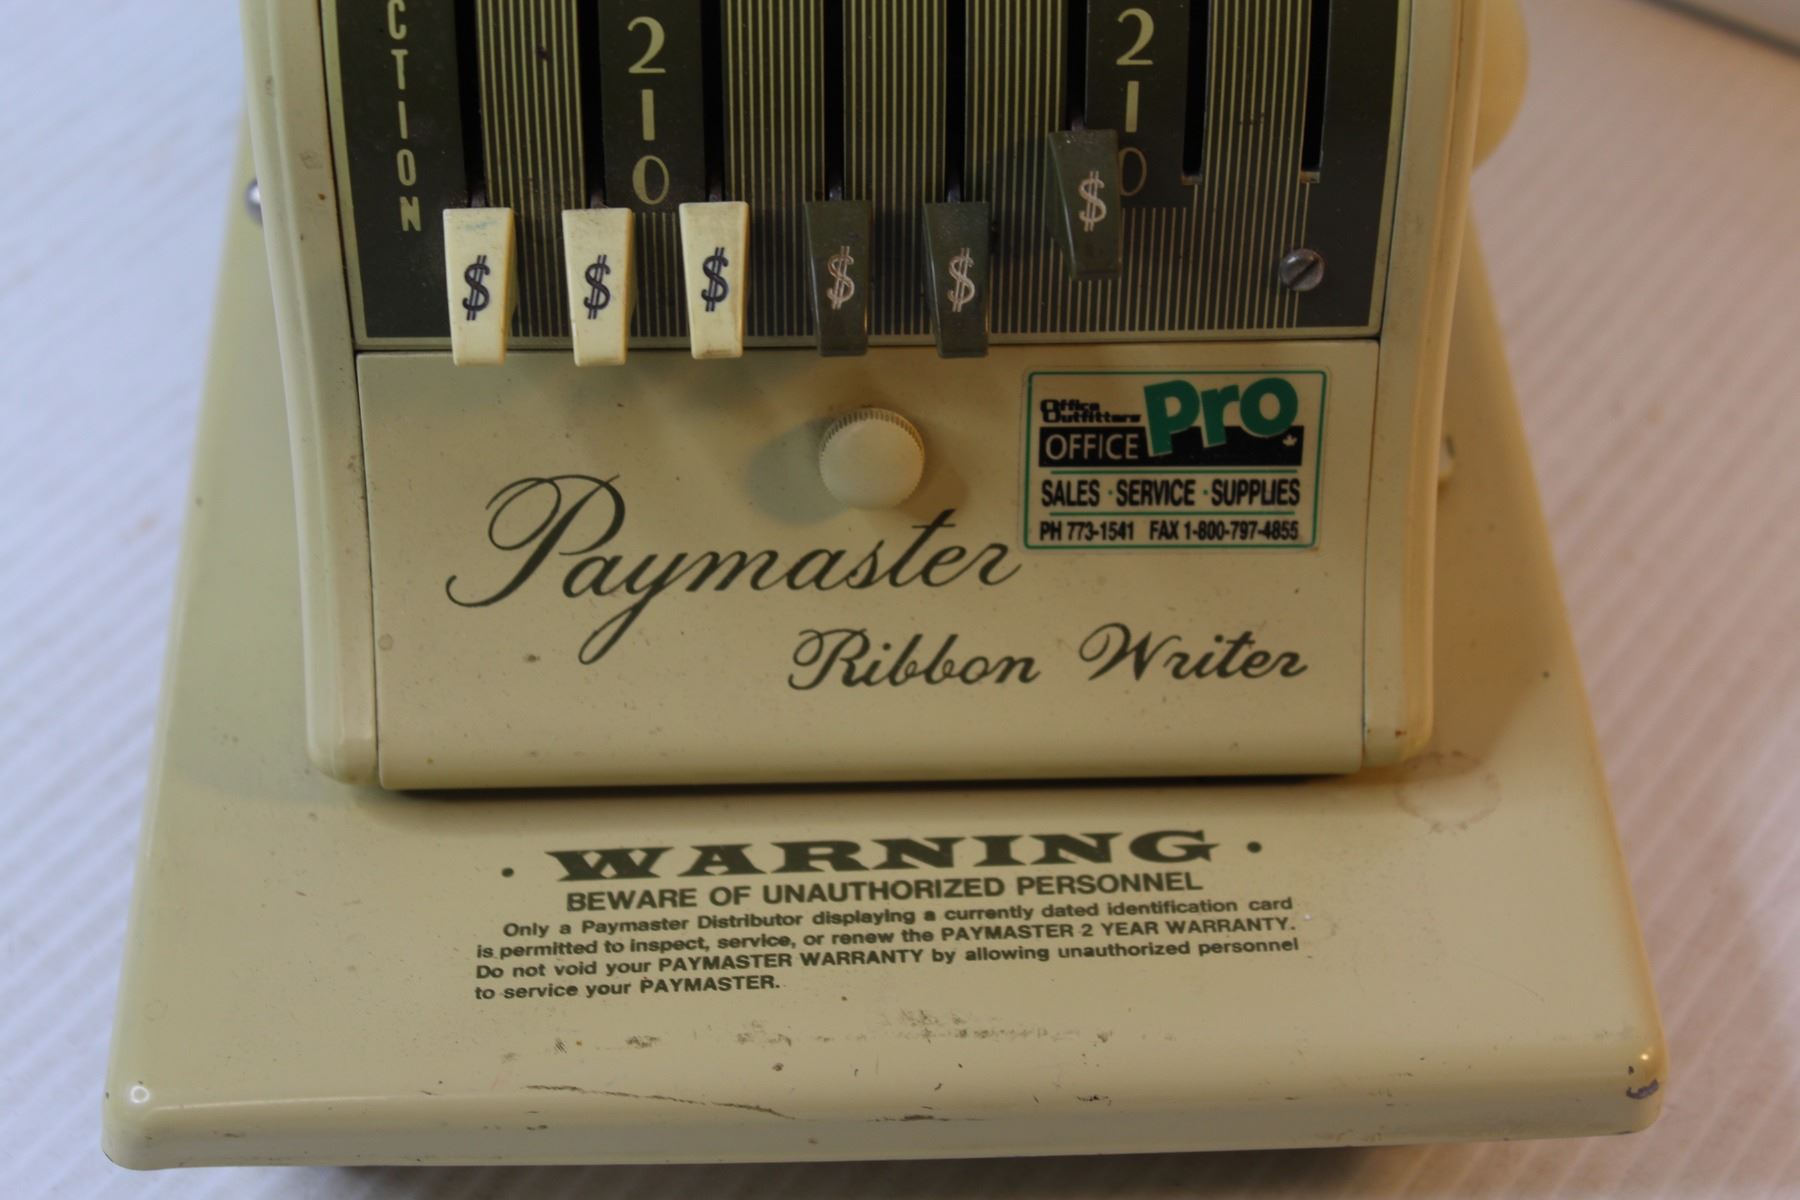 CTION
2 2
1 1
0 0
$ $ $ $ $ $
Office
Outfitters
OFFICE Pro
SALES · SERVICE · SUPPLIES
PH 773-1541 FAX 1-800-797-4855
Paymaster
Ribbon Writer
· WARNING ·
BEWARE OF UNAUTHORIZED PERSONNEL
Only a Paymaster Distributor displaying a currently dated identification card
is permitted to inspect, service, or renew the PAYMASTER 2 YEAR WARRANTY.
Do not void your PAYMASTER WARRANTY by allowing unauthorized personnel
to service your PAYMASTER.